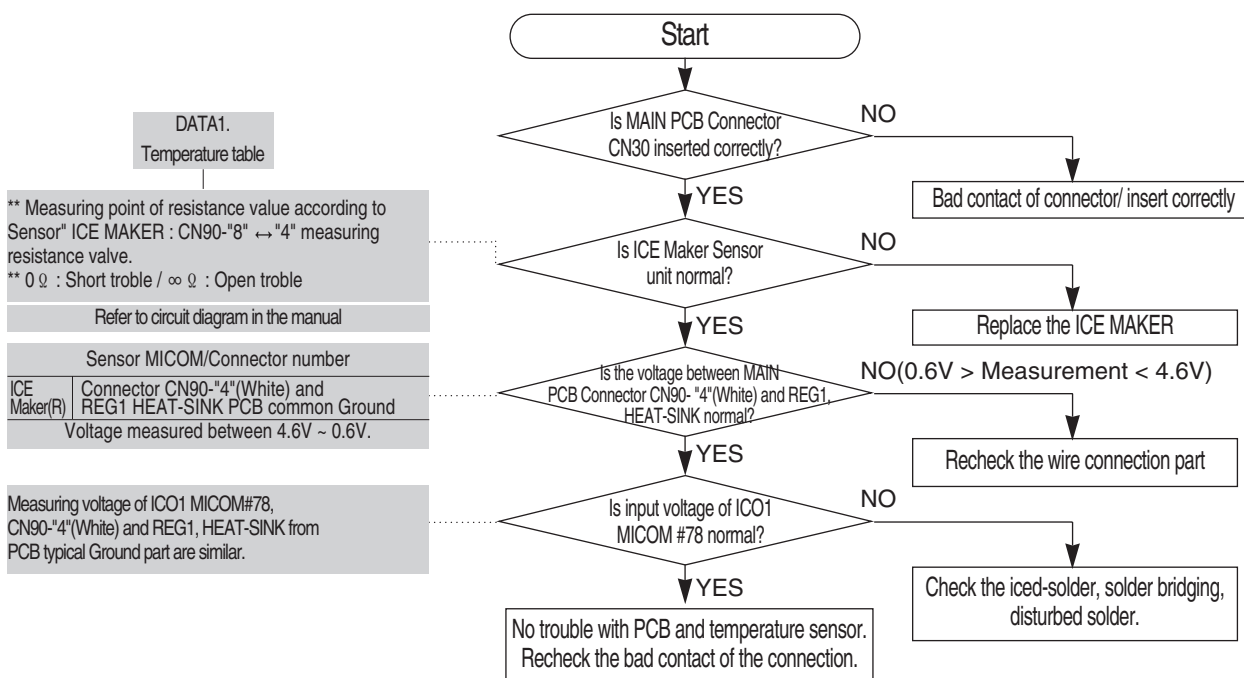 Start
Is MAIN PCB Connector
CN30 inserted correctly?
NO
Bad contact of connector/ insert correctly
YES
DATA1.
Temperature table
** Measuring point of resistance value according to
Sensor" ICE MAKER : CN90-"8" ↔"4" measuring
resistance valve.
** 0 Ω : Short troble / ∞ Ω : Open troble
Refer to circuit diagram in the manual
Is ICE Maker Sensor
unit normal?
NO
Replace the ICE MAKER
YES
Sensor MICOM/Connector number
ICE
Maker(R)
Connector CN90-"4"(White) and
REG1 HEAT-SINK PCB common Ground
Voltage measured between 4.6V ~ 0.6V.
Is the voltage between MAIN
PCB Connector CN90- "4"(White) and REG1,
HEAT-SINK normal?
NO(0.6V > Measurement < 4.6V)
Recheck the wire connection part
YES
Measuring voltage of ICO1 MICOM#78,
CN90-"4"(White) and REG1, HEAT-SINK from
PCB typical Ground part are similar.
Is input voltage of ICO1
MICOM #78 normal?
NO
Check the iced-solder, solder bridging,
disturbed solder.
YES
No trouble with PCB and temperature sensor.
Recheck the bad contact of the connection.